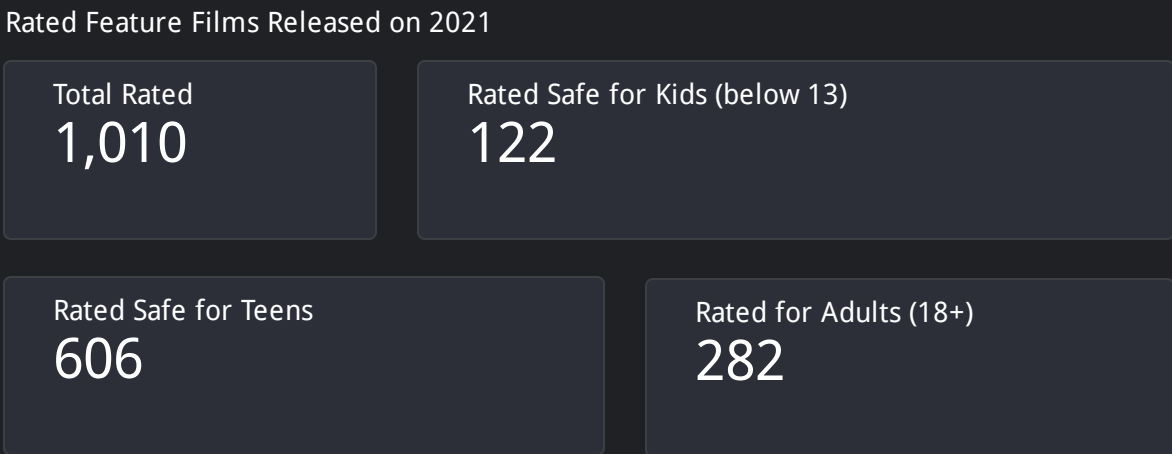 Rated Feature Films Released on 2021
Total Rated
1,010
Rated Safe for Kids (below 13)
122
Rated Safe for Teens
606
Rated for Adults (18+)
282